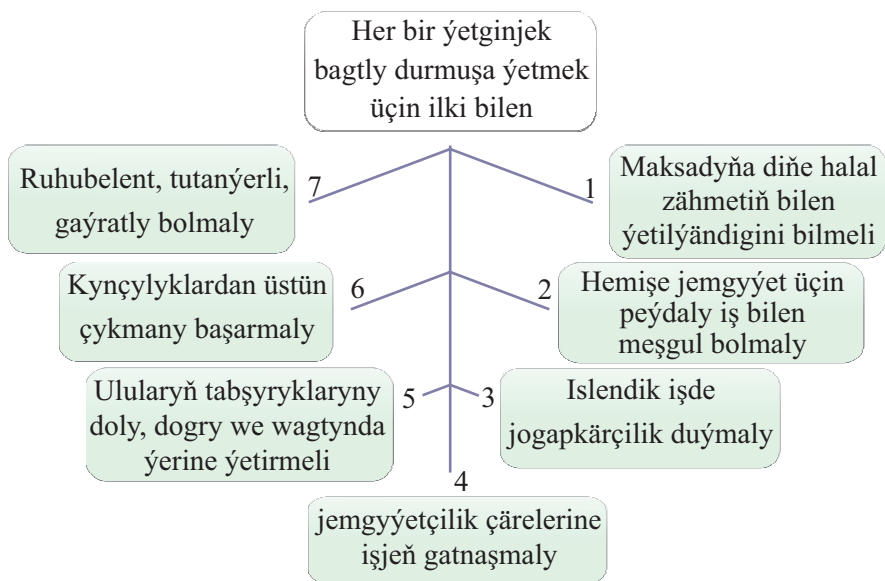 Her bir ýetginjek
bagtly durmuşa ýetmek
üçin ilki bilen
1
Maksadyňa diňe halal
zähmetiň bilen
ýetilýändigini bilmeli
2
Hemişe jemgyýet üçin
peýdaly iş bilen
meşgul bolmaly
3
Islendik işde
jogapkärçilik duýmaly
4
jemgyýetçilik çärelerine
işjeň gatnaşmaly
5
Ulularyň tabşyryklaryny
doly, dogry we wagtynda
ýerine ýetirmeli
6
Kynçylyklardan üstün
çykmany başarmaly
7
Ruhubelent, tutanýerli,
gaýratly bolmaly